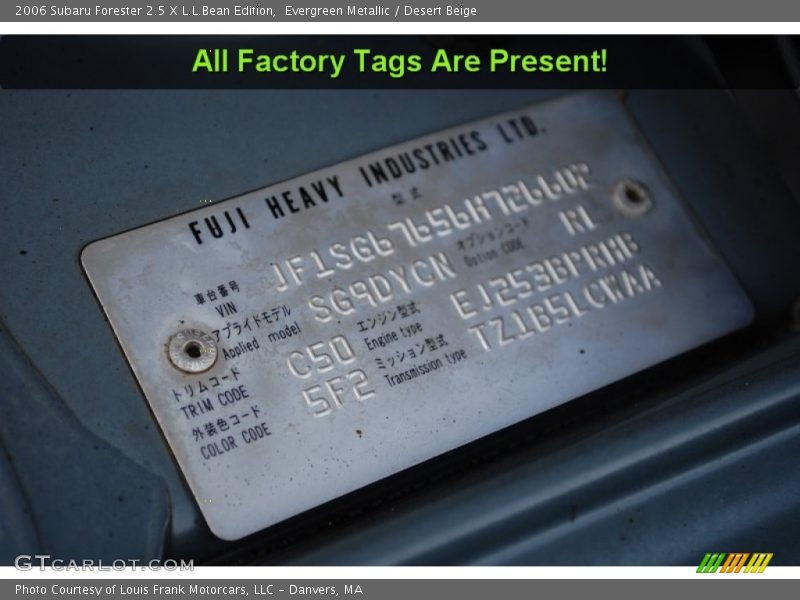 2006 Subaru Forester 2.5 X L.L.Bean Edition, Evergreen Metallic / Desert Beige
All Factory Tags Are Present!
FUJI HEAVY INDUSTRIES LTD.
型式
車台番号
VIN
JF1SG67656H726602
アプライドモデル
Applied model
SG9DYCN
オプションコード
Option CODE
RL
トリムコード
TRIM CODE
C50
エンジン型式
Engine type
EJ253BPRHB
外装色コード
COLOR CODE
5F2
ミッション型式
Transmission type
TZ1B5LCWAA
GTCARLOT.COM
Photo Courtesy of Louis Frank Motorcars, LLC - Danvers, MA